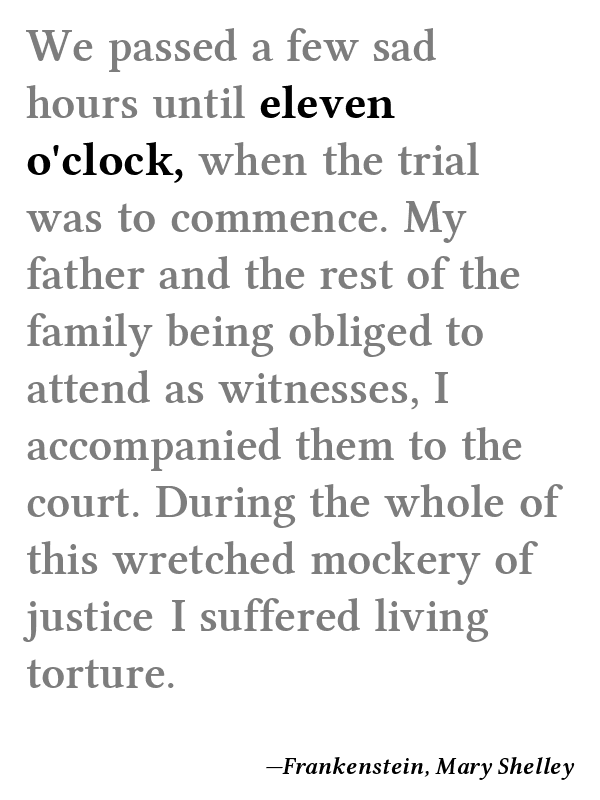 We passed a few sad
hours until eleven
o'clock, when the trial
was to commence. My
father and the rest of the
family being obliged to
attend as witnesses, I
accompanied them to the
court. During the whole of
this wretched mockery of
justice I suffered living
torture.
—Frankenstein, Mary Shelley